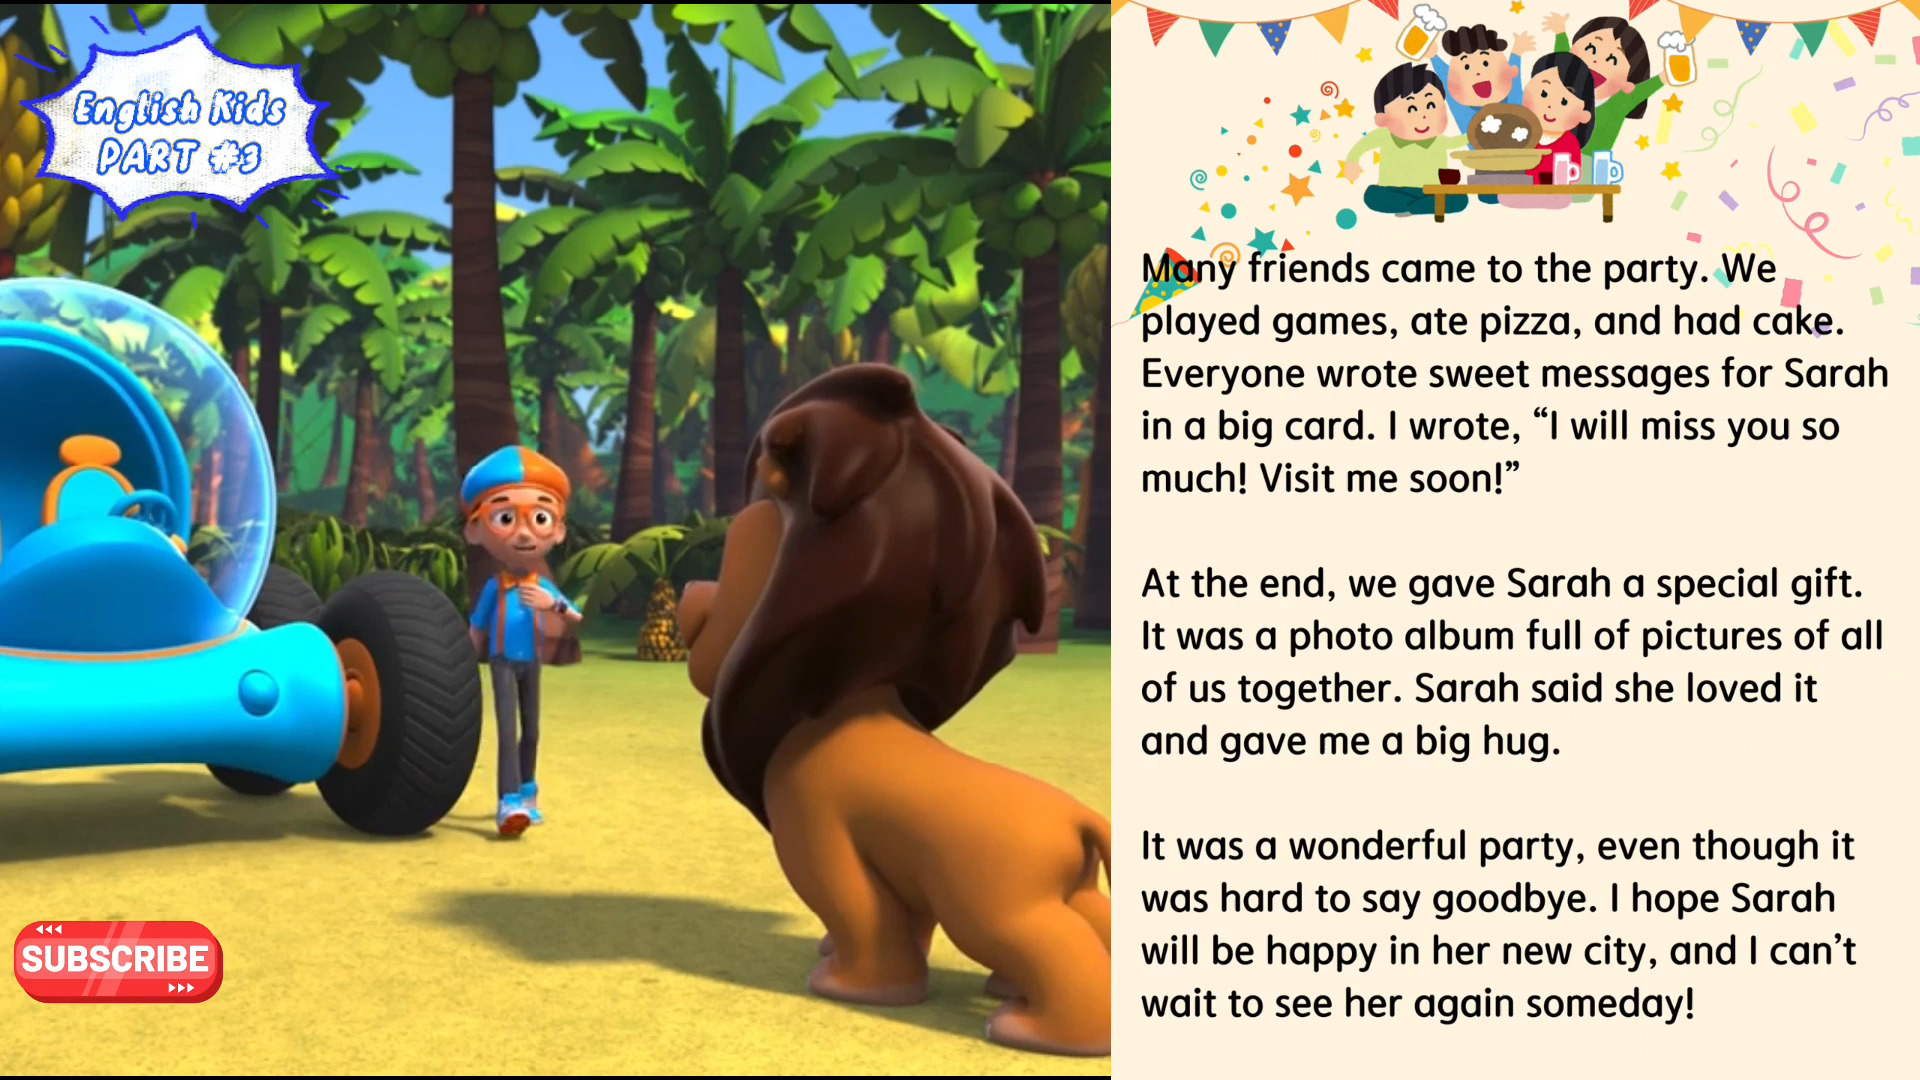 English Kids
PART #3
SUBSCRIBE
Many friends came to the party. We
played games, ate pizza, and had cake.
Everyone wrote sweet messages for Sarah
in a big card. I wrote, “I will miss you so
much! Visit me soon!”
At the end, we gave Sarah a special gift.
It was a photo album full of pictures of all
of us together. Sarah said she loved it
and gave me a big hug.
It was a wonderful party, even though it
was hard to say goodbye. I hope Sarah
will be happy in her new city, and I can’t
wait to see her again someday!